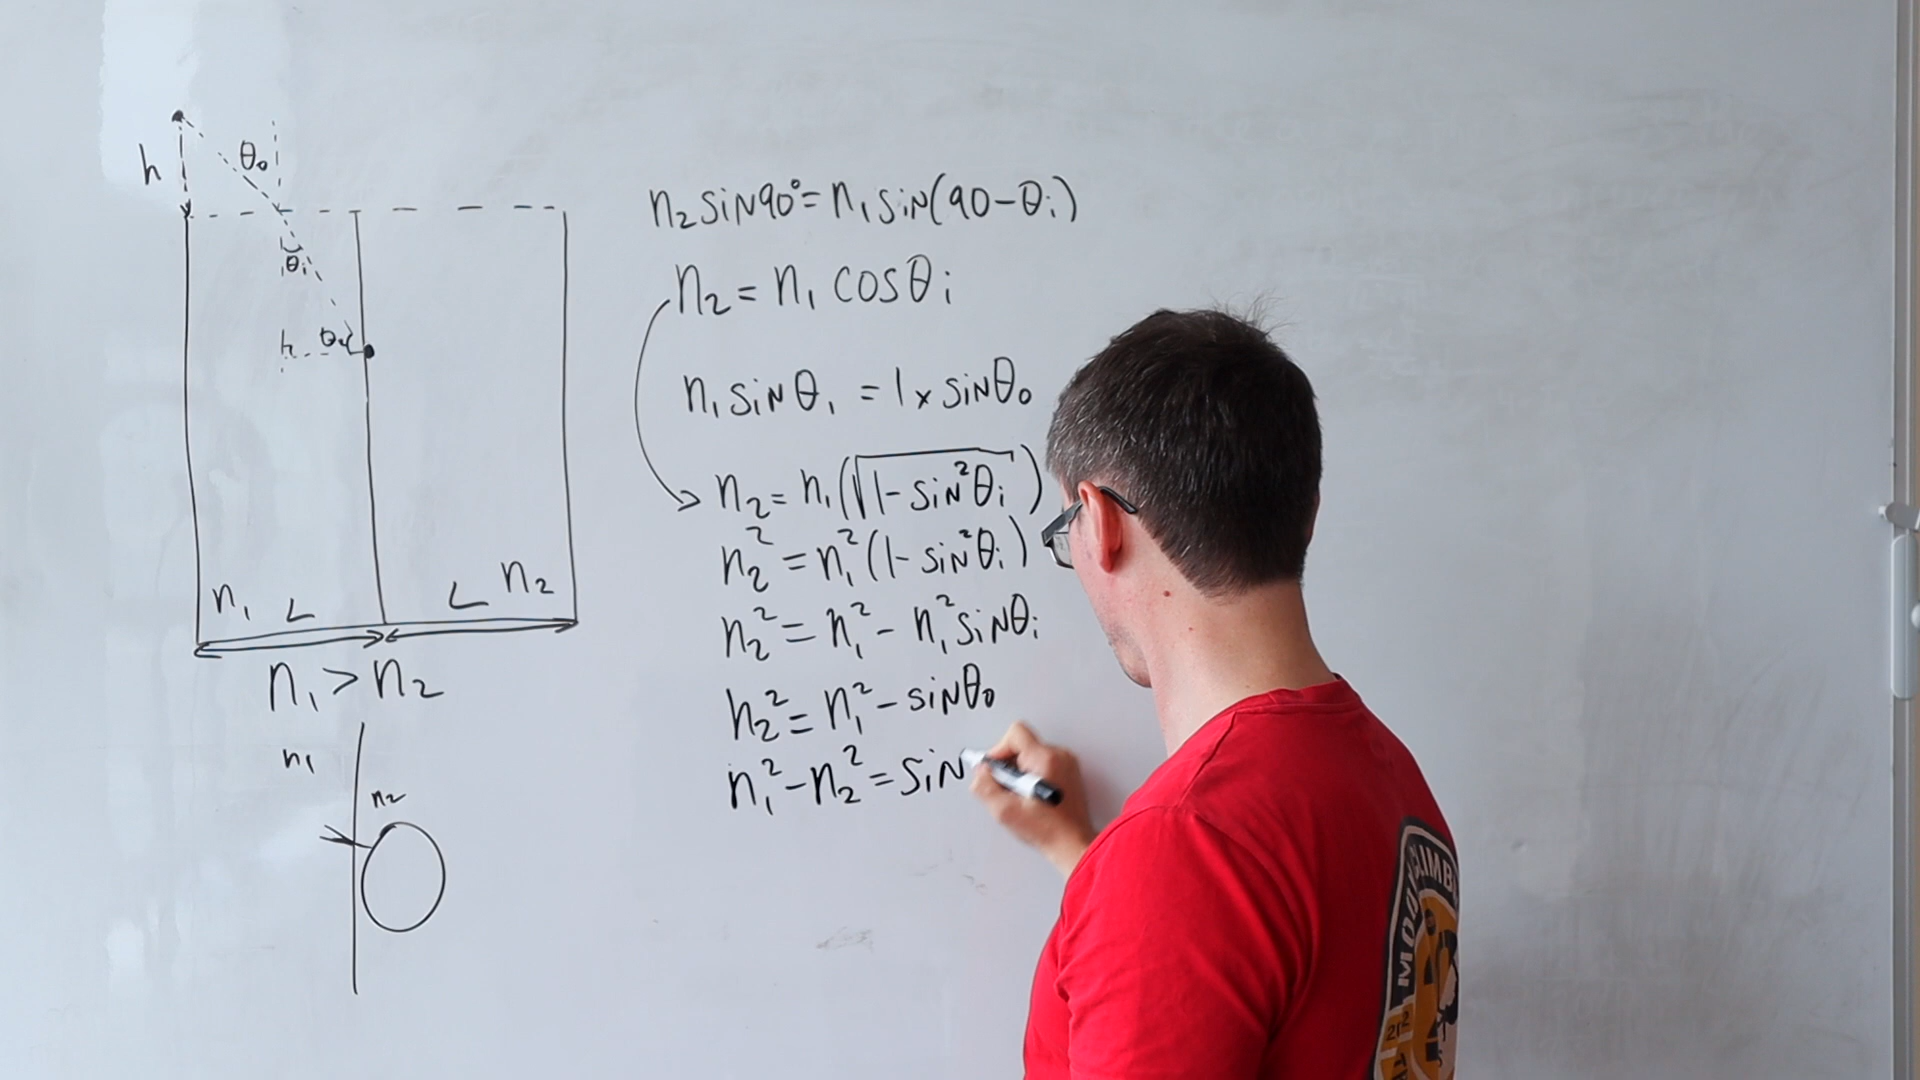 h
θ₀
θᵢ
n₁ L
L n₂
n₁ > n₂
n₁
n₂
n₂ sin90° = n₁ sin(90-θᵢ)
n₂ = n₁ cosθᵢ
n₁ sinθ₁ = 1 × sinθ₀
n₂ = n₁(√1-sin²θᵢ)
n₂² = n₁²(1-sin²θᵢ)
n₂² = n₁² - n₁² sinθᵢ
n₂² = n₁² - sinθ₀
n₁² - n₂² = sin